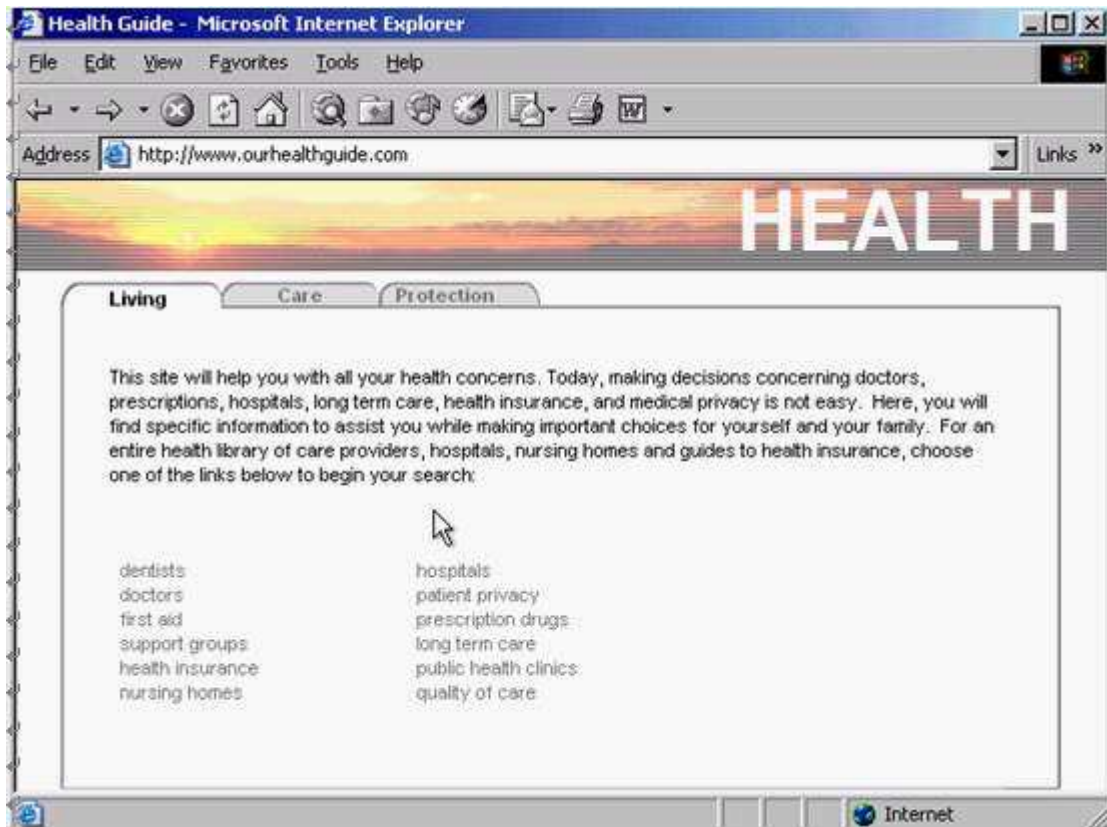 Health Guide - Microsoft Internet Explorer
File Edit View Favorites Tools Help
W
Address http://www.ourhealthguide.com Links »
HEALTH
Living Care Protection
This site will help you with all your health concerns. Today, making decisions concerning doctors,
prescriptions, hospitals, long term care, health insurance, and medical privacy is not easy. Here, you will
find specific information to assist you while making important choices for yourself and your family. For an
entire health library of care providers, hospitals, nursing homes and guides to health insurance, choose
one of the links below to begin your search:
dentists hospitals
doctors patient privacy
first aid prescription drugs
support groups long term care
health insurance public health clinics
nursing homes quality of care
Internet